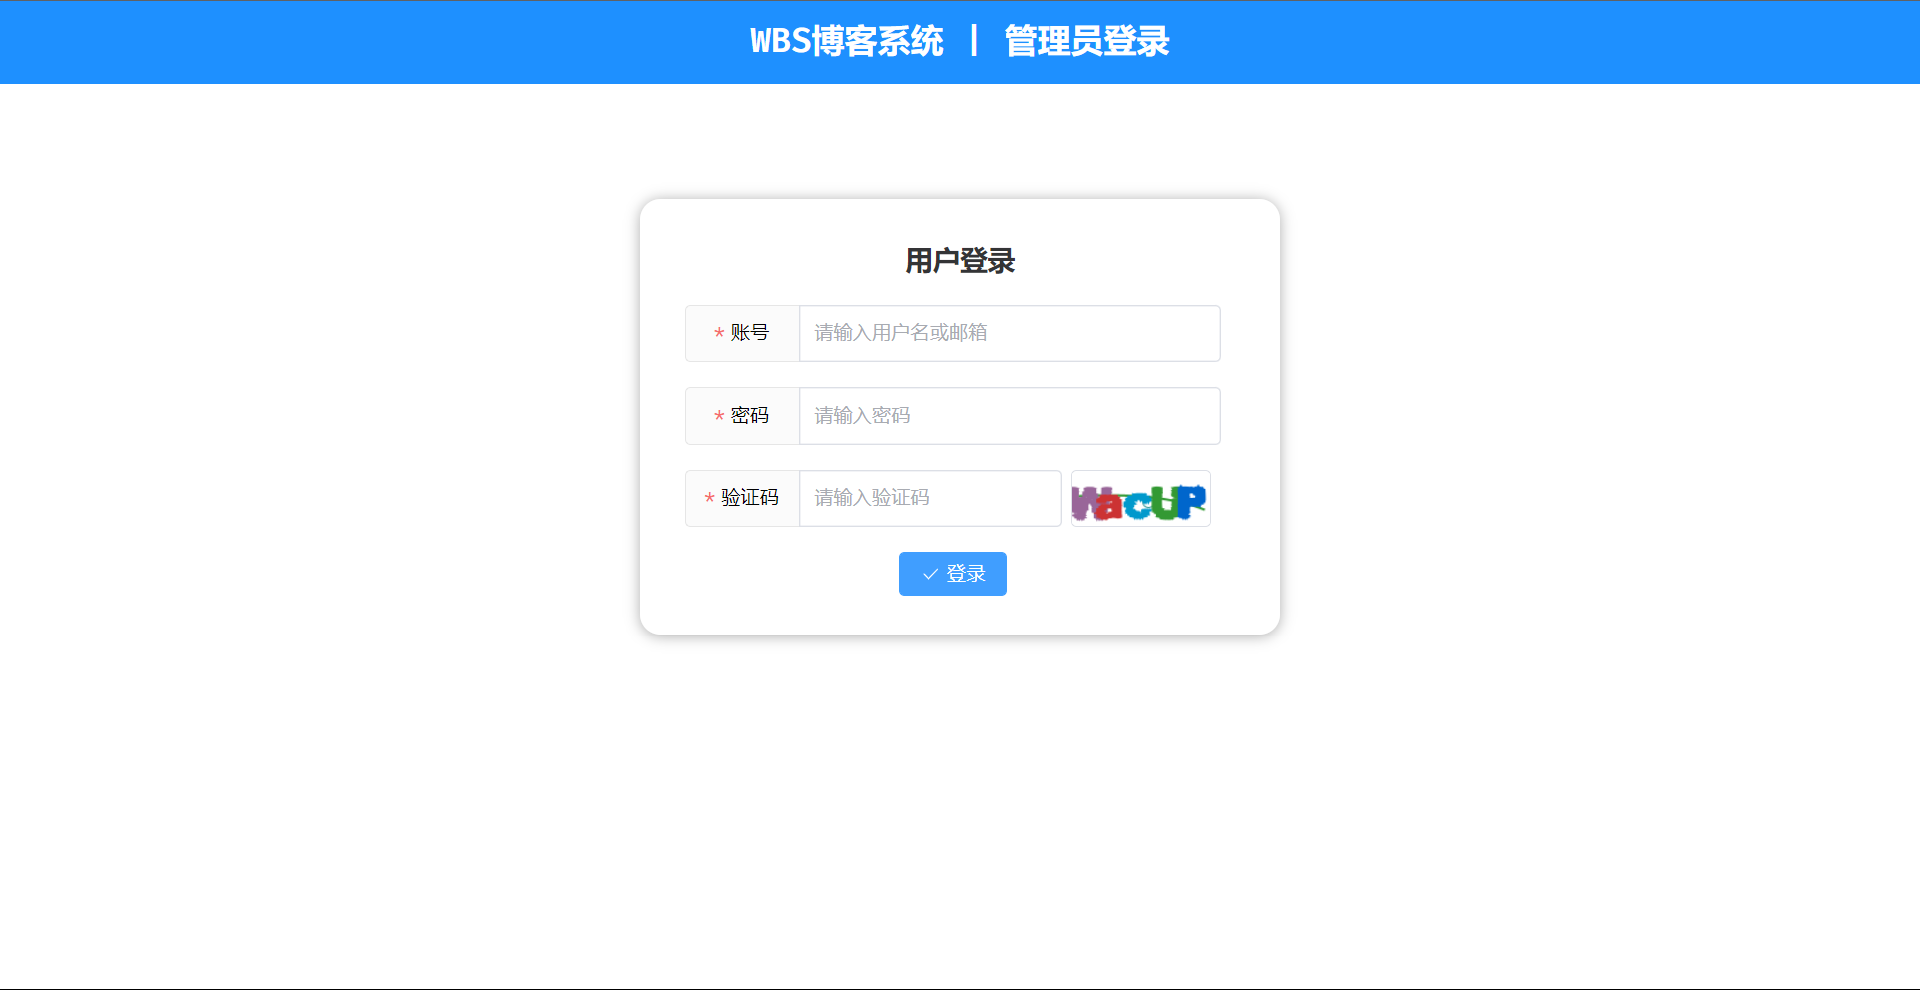 WBS博客系统 | 管理员登录
用户登录
* 账号 请输入用户名或邮箱
* 密码 请输入密码
* 验证码 请输入验证码 WacUP
登录